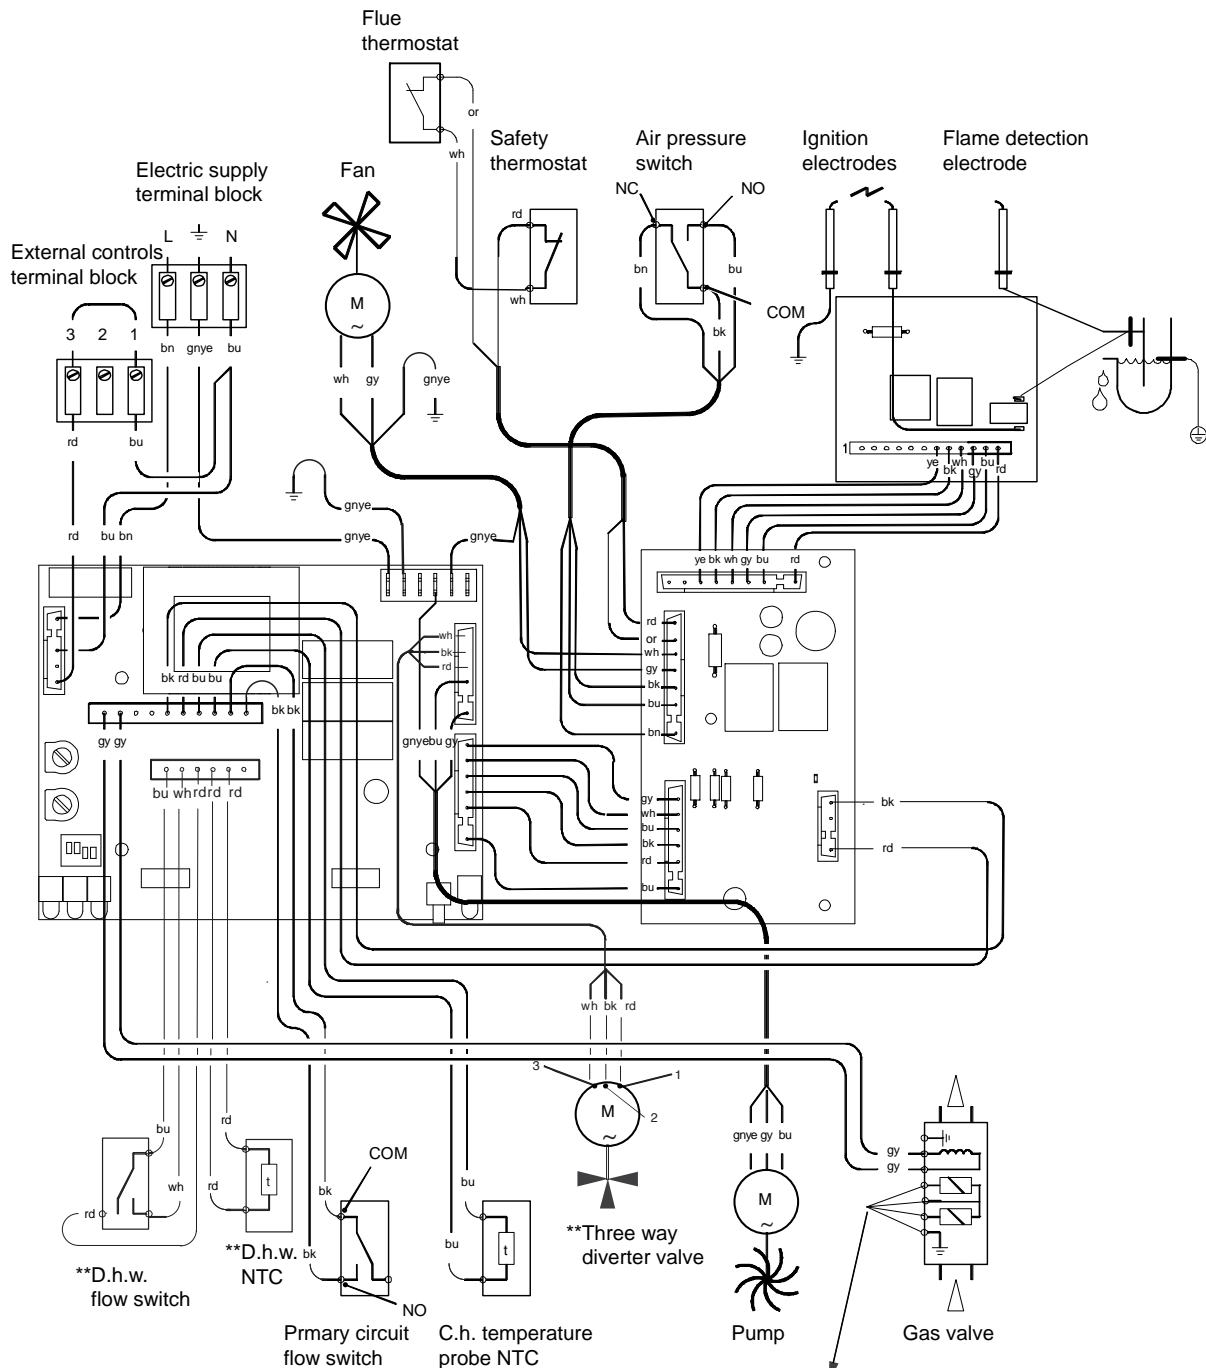 Flue
thermostat
or
wh
Safety
thermostat
Air pressure
switch
Ignition
electrodes
Flame detection
electrode
Electric supply
terminal block
Fan
NC
NO
rd
wh
bn
bu
COM
bk
L
N
External controls
terminal block
3 2 1
M
~
bn gnye bu
wh gy
gnye
rd
bu
1
ye
bk
wh
gy
bu
rd
gnye
rd
bu bn
gnye
gnye
ye bk wh gy bu rd
rd
or
wh
gy
bk
bu
bn
wh
bk
rd
bk rd bu bu
bk bk
gy gy
gnye bu gy
bu wh rd rd rd
gy
wh
bu
bk
rd
bu
bk
rd
wh bk rd
3
1
2
M
~
bu
wh
rd
rd
rd
t
COM
bk
bk
NO
bu
bu
t
gnye gy bu
M
~
gy
gy
**D.h.w.
flow switch
**D.h.w.
NTC
Prmary circuit
flow switch
C.h. temperature
probe NTC
**Three way
diverter valve
Pump
Gas valve